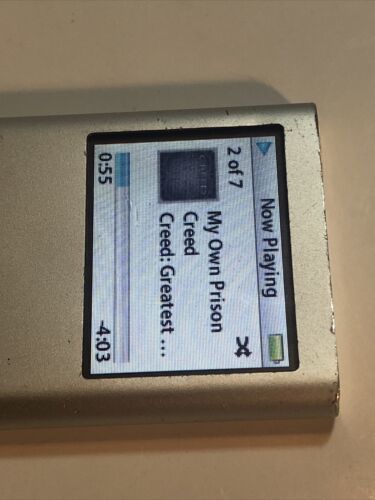 Now Playing
2 of 7
My Own Prison
Creed
Creed: Greatest ...
0:55
-4:03